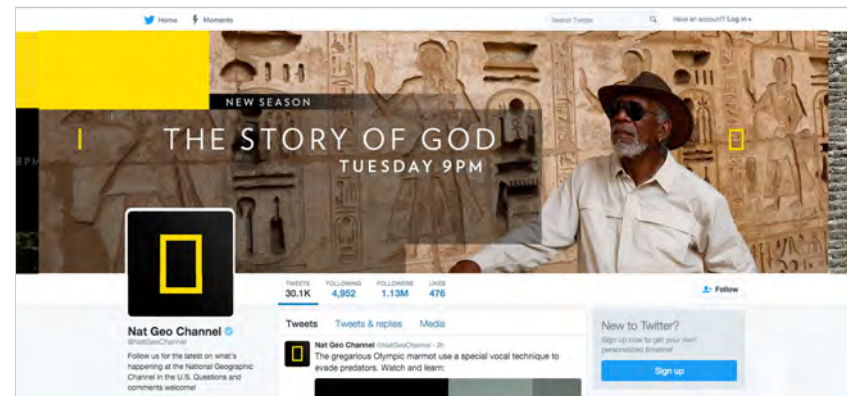 Home Moments Search Twitter Have an account? Log in
NEW SEASON
THE STORY OF GOD
TUESDAY 9PM
8PM
TWEETS FOLLOWING FOLLOWERS LIKES
30.1K 4,952 1.13M 476
Follow
Nat Geo Channel
@NatGeoChannel
Follow us for the latest on what's
happening at the National Geographic
Channel in the U.S. Questions and
comments welcome!
Tweets Tweets & replies Media
Nat Geo Channel @NatGeoChannel · 2h
The gregarious Olympic marmot use a special vocal technique to
evade predators. Watch and learn:
New to Twitter?
Sign up now to get your own
personalized timeline!
Sign up